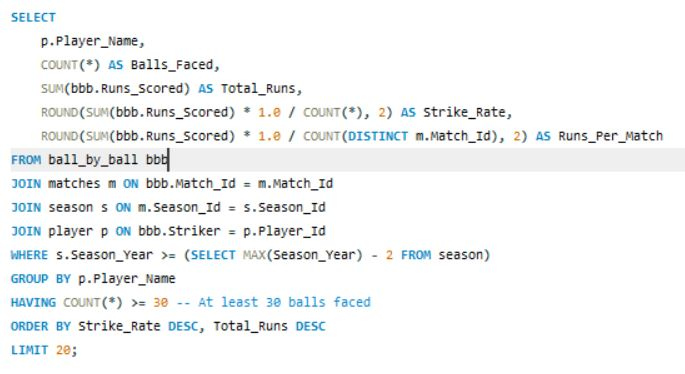 SELECT
    p.Player_Name,
    COUNT(*) AS Balls_Faced,
    SUM(bbb.Runs_Scored) AS Total_Runs,
    ROUND(SUM(bbb.Runs_Scored) * 1.0 / COUNT(*), 2) AS Strike_Rate,
    ROUND(SUM(bbb.Runs_Scored) * 1.0 / COUNT(DISTINCT m.Match_Id), 2) AS Runs_Per_Match
FROM ball_by_ball bbb
JOIN matches m ON bbb.Match_Id = m.Match_Id
JOIN season s ON m.Season_Id = s.Season_Id
JOIN player p ON bbb.Striker = p.Player_Id
WHERE s.Season_Year >= (SELECT MAX(Season_Year) - 2 FROM season)
GROUP BY p.Player_Name
HAVING COUNT(*) >= 30 -- At least 30 balls faced
ORDER BY Strike_Rate DESC, Total_Runs DESC
LIMIT 20;